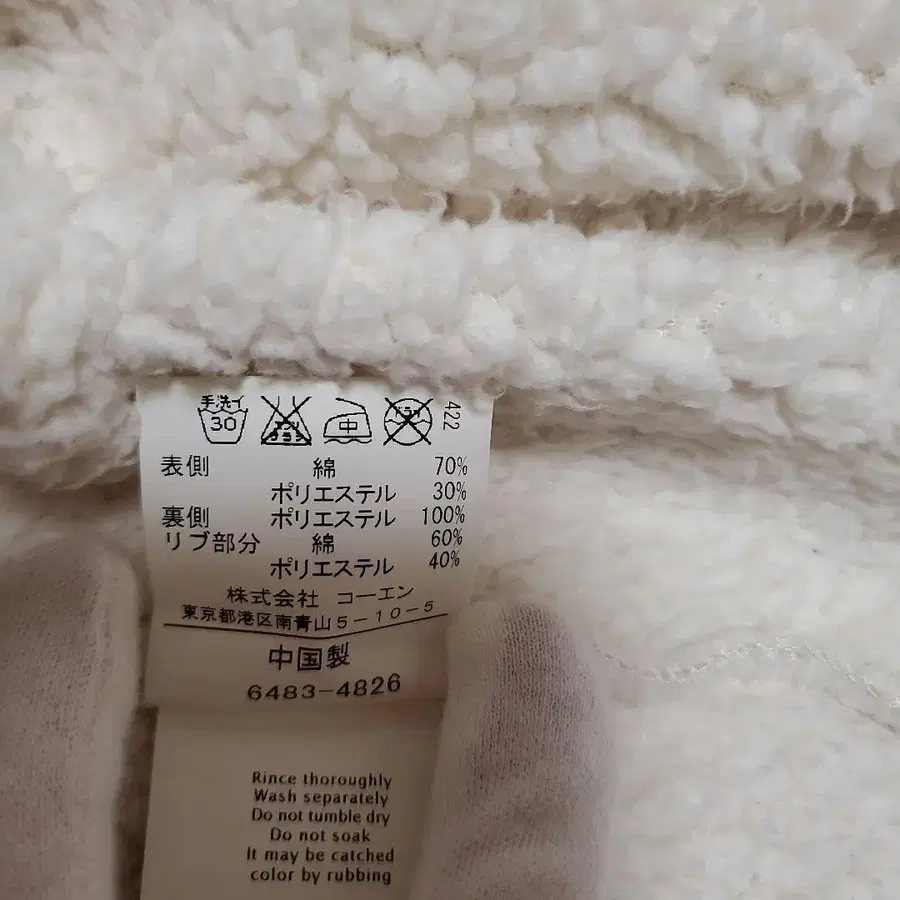 手洗イ
30
中
422
表側 綿 70%
ポリエステル 30%
裏側 ポリエステル 100%
リブ部分 綿 60%
ポリエステル 40%
株式会社 コーエン
東京都港区南青山5-10-5
中国製
6483-4826
Rince thoroughly
Wash separately
Do not tumble dry
Do not soak
It may be catched
color by rubbing